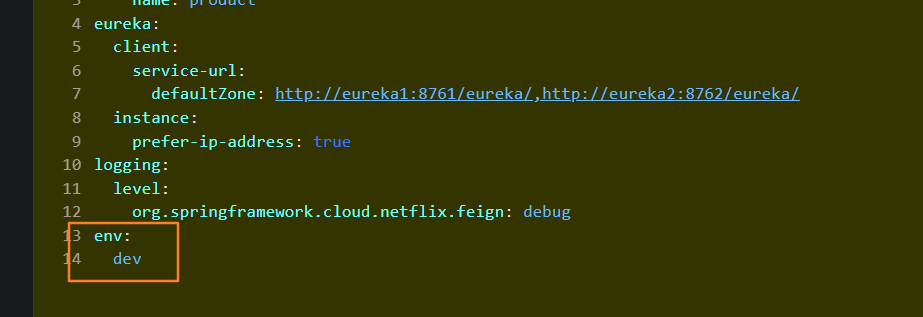 3 name: product
4 eureka:
5 client:
6 service-url:
7 defaultZone: http://eureka1:8761/eureka/,http://eureka2:8762/eureka/
8 instance:
9 prefer-ip-address: true
10 logging:
11 level:
12 org.springframework.cloud.netflix.feign: debug
13 env:
14 dev